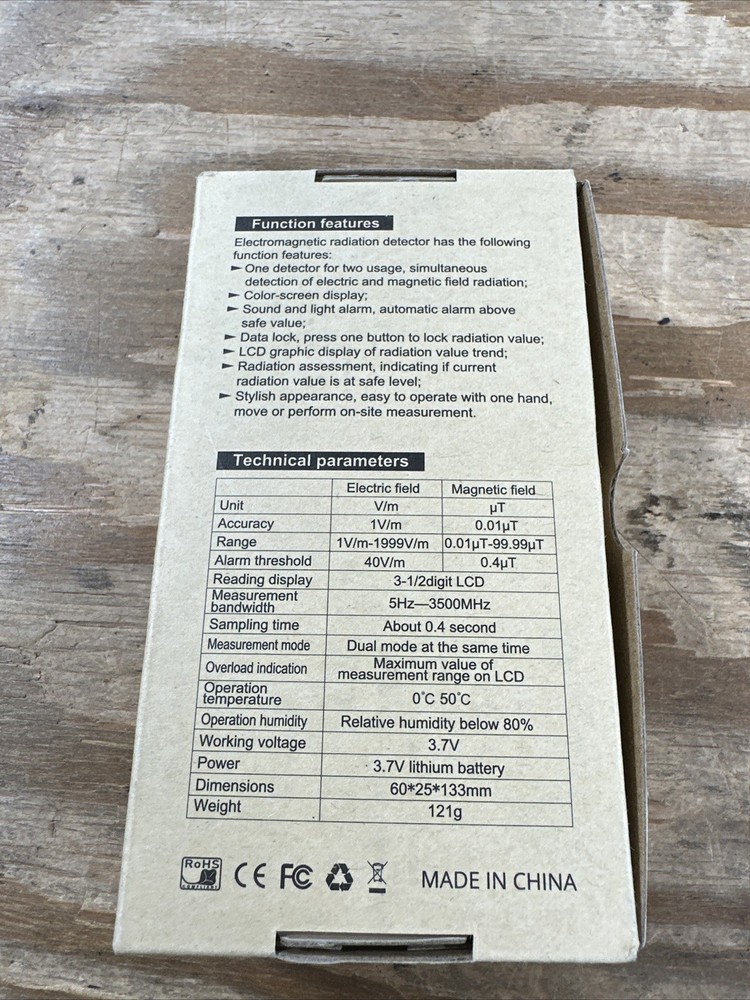 Function features
Electromagnetic radiation detector has the following
function features:
► One detector for two usage, simultaneous
detection of electric and magnetic field radiation;
► Color-screen display;
► Sound and light alarm, automatic alarm above
safe value;
► Data lock, press one button to lock radiation value;
► LCD graphic display of radiation value trend;
► Radiation assessment, indicating if current
radiation value is at safe level;
► Stylish appearance, easy to operate with one hand,
move or perform on-site measurement.
Technical parameters
Electric field Magnetic field
Unit V/m µT
Accuracy 1V/m 0.01µT
Range 1V/m-1999V/m 0.01µT-99.99µT
Alarm threshold 40V/m 0.4µT
Reading display 3-1/2digit LCD
Measurement
bandwidth 5Hz—3500MHz
Sampling time About 0.4 second
Measurement mode Dual mode at the same time
Overload indication Maximum value of
measurement range on LCD
Operation
temperature 0℃ 50℃
Operation humidity Relative humidity below 80%
Working voltage 3.7V
Power 3.7V lithium battery
Dimensions 60*25*133mm
Weight 121g
RoHS
COMPLIANT
CE FC MADE IN CHINA